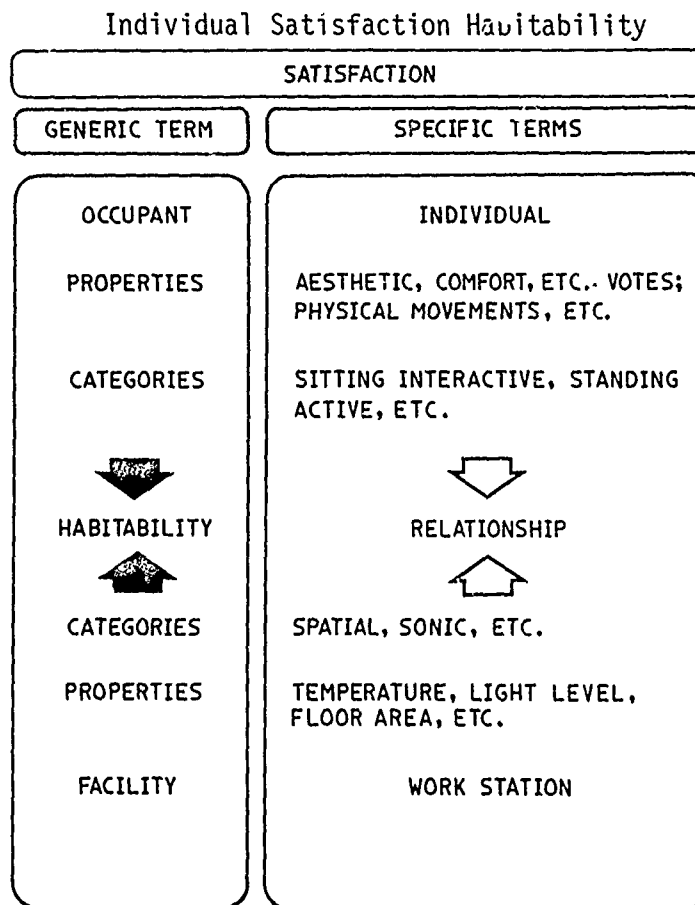 Individual Satisfaction Habitability
SATISFACTION
GENERIC TERM
SPECIFIC TERMS
OCCUPANT
INDIVIDUAL
PROPERTIES
AESTHETIC, COMFORT, ETC.. VOTES;
PHYSICAL MOVEMENTS, ETC.
CATEGORIES
SITTING INTERACTIVE, STANDING
ACTIVE, ETC.
HABITABILITY
RELATIONSHIP
CATEGORIES
SPATIAL, SONIC, ETC.
PROPERTIES
TEMPERATURE, LIGHT LEVEL,
FLOOR AREA, ETC.
FACILITY
WORK STATION